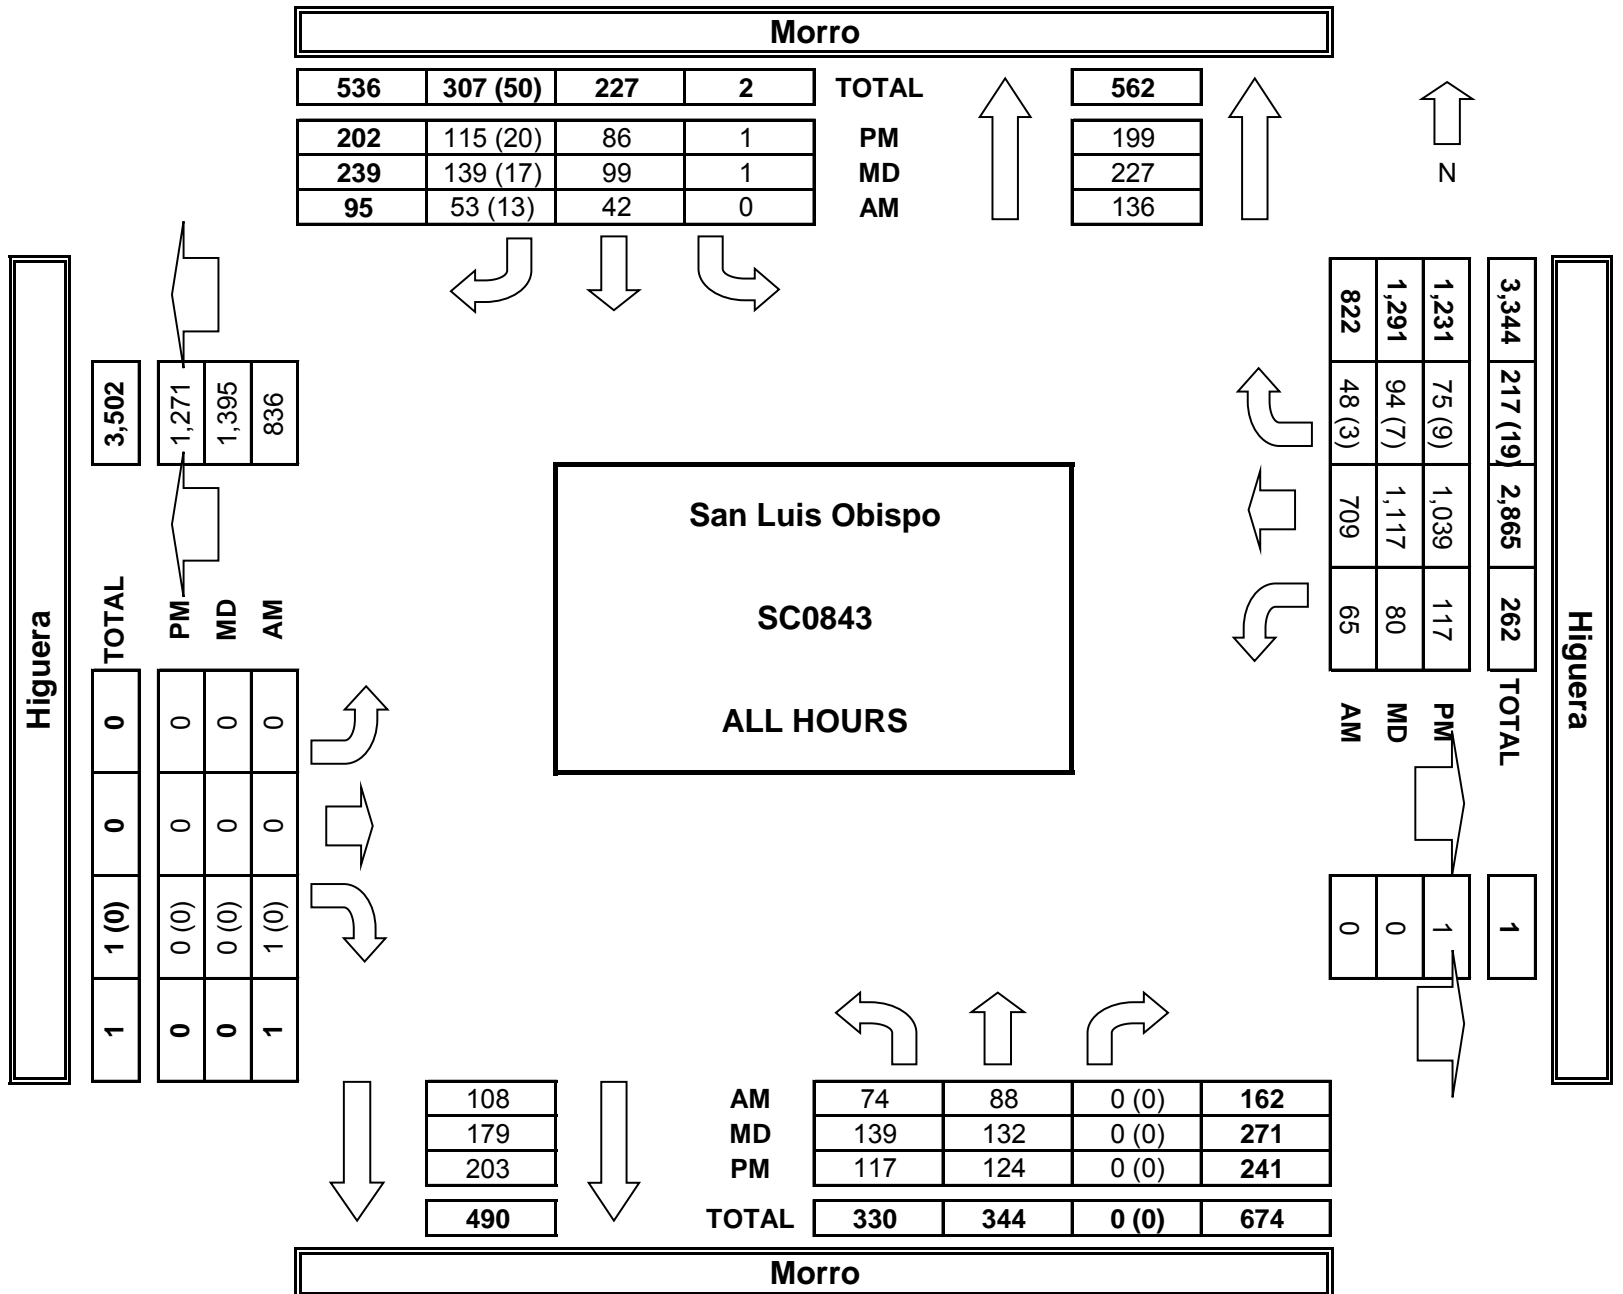 Morro
536 307 (50) 227 2 TOTAL 562
202 115 (20) 86 1 PM 199
239 139 (17) 99 1 MD 227
95 53 (13) 42 0 AM 136
N
Higuera
3,502 1,271 1,395 836
TOTAL PM MD AM
0 0 0 0
0 0 0 0
1 (0) 0 (0) 0 (0) 1 (0)
1 0 0 1
San Luis Obispo
SC0843
ALL HOURS
822 1,291 1,231 3,344
48 (3) 94 (7) 75 (9) 217 (19)
709 1,117 1,039 2,865
65 80 117 262
AM MD PM TOTAL
0 0 1 1
Higuera
108 AM 74 88 0 (0) 162
179 MD 139 132 0 (0) 271
203 PM 117 124 0 (0) 241
490 TOTAL 330 344 0 (0) 674
Morro